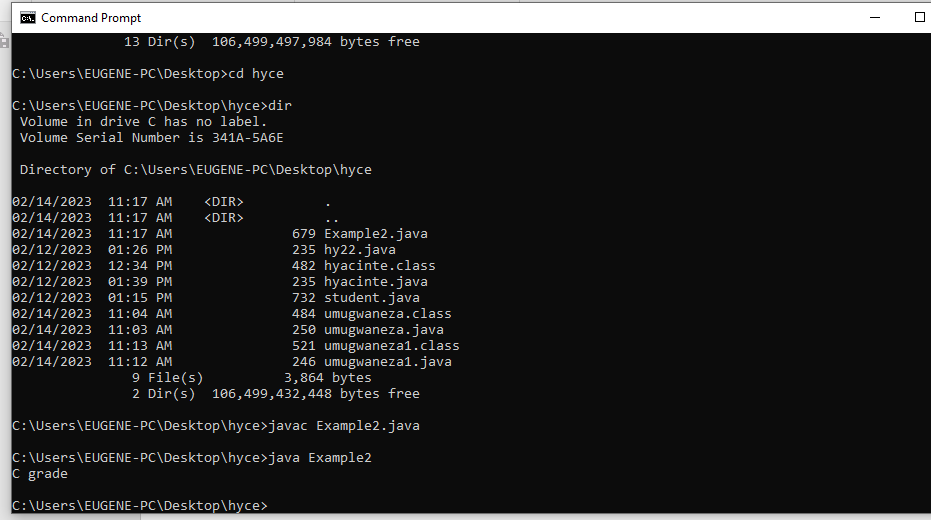 Command Prompt
13 Dir(s)  106,499,497,984 bytes free
C:\Users\EUGENE-PC\Desktop>cd hyce
C:\Users\EUGENE-PC\Desktop\hyce>dir
Volume in drive C has no label.
Volume Serial Number is 341A-5A6E
Directory of C:\Users\EUGENE-PC\Desktop\hyce
02/14/2023  11:17 AM    <DIR>          .
02/14/2023  11:17 AM    <DIR>          ..
02/14/2023  11:17 AM               679 Example2.java
02/12/2023  01:26 PM               235 hy22.java
02/12/2023  12:34 PM               482 hyacinte.class
02/12/2023  01:39 PM               235 hyacinte.java
02/12/2023  01:15 PM               732 student.java
02/14/2023  11:04 AM               484 umugwaneza.class
02/14/2023  11:03 AM               250 umugwaneza.java
02/14/2023  11:13 AM               521 umugwaneza1.class
02/14/2023  11:12 AM               246 umugwaneza1.java
9 File(s)          3,864 bytes
2 Dir(s)  106,499,432,448 bytes free
C:\Users\EUGENE-PC\Desktop\hyce>javac Example2.java
C:\Users\EUGENE-PC\Desktop\hyce>java Example2
C grade
C:\Users\EUGENE-PC\Desktop\hyce>